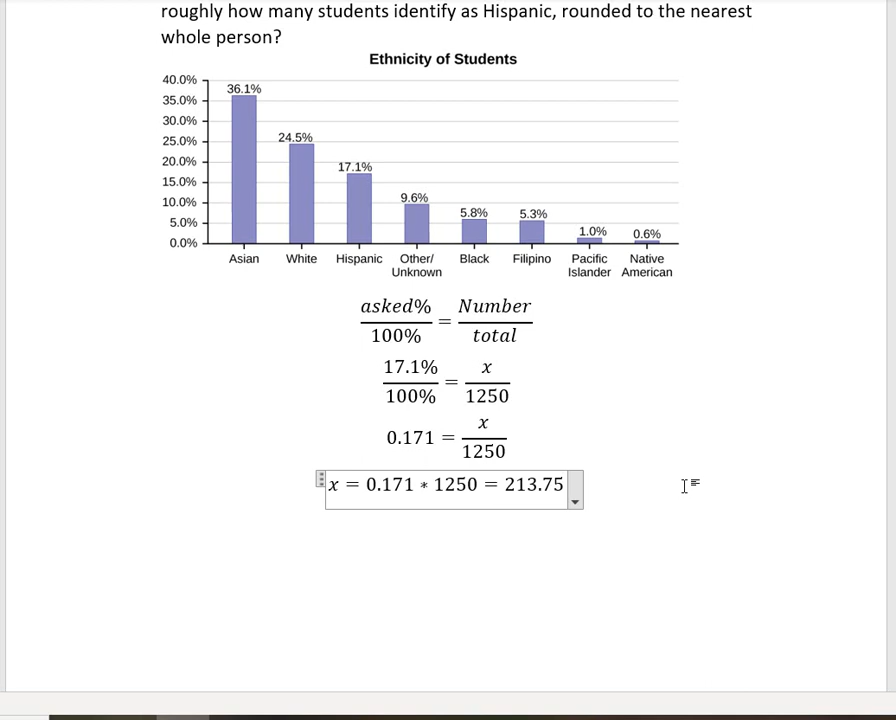 roughly how many students identify as Hispanic, rounded to the nearest
whole person?
Ethnicity of Students
40.0%
35.0%
30.0%
25.0%
20.0%
15.0%
10.0%
5.0%
0.0%
36.1%
24.5%
17.1%
9.6%
5.8%
5.3%
1.0%
0.6%
Asian
White
Hispanic
Other/
Unknown
Black
Filipino
Pacific
Islander
Native
American
asked%/100% = Number/total
17.1%/100% = x/1250
0.171 = x/1250
x = 0.171 * 1250 = 213.75